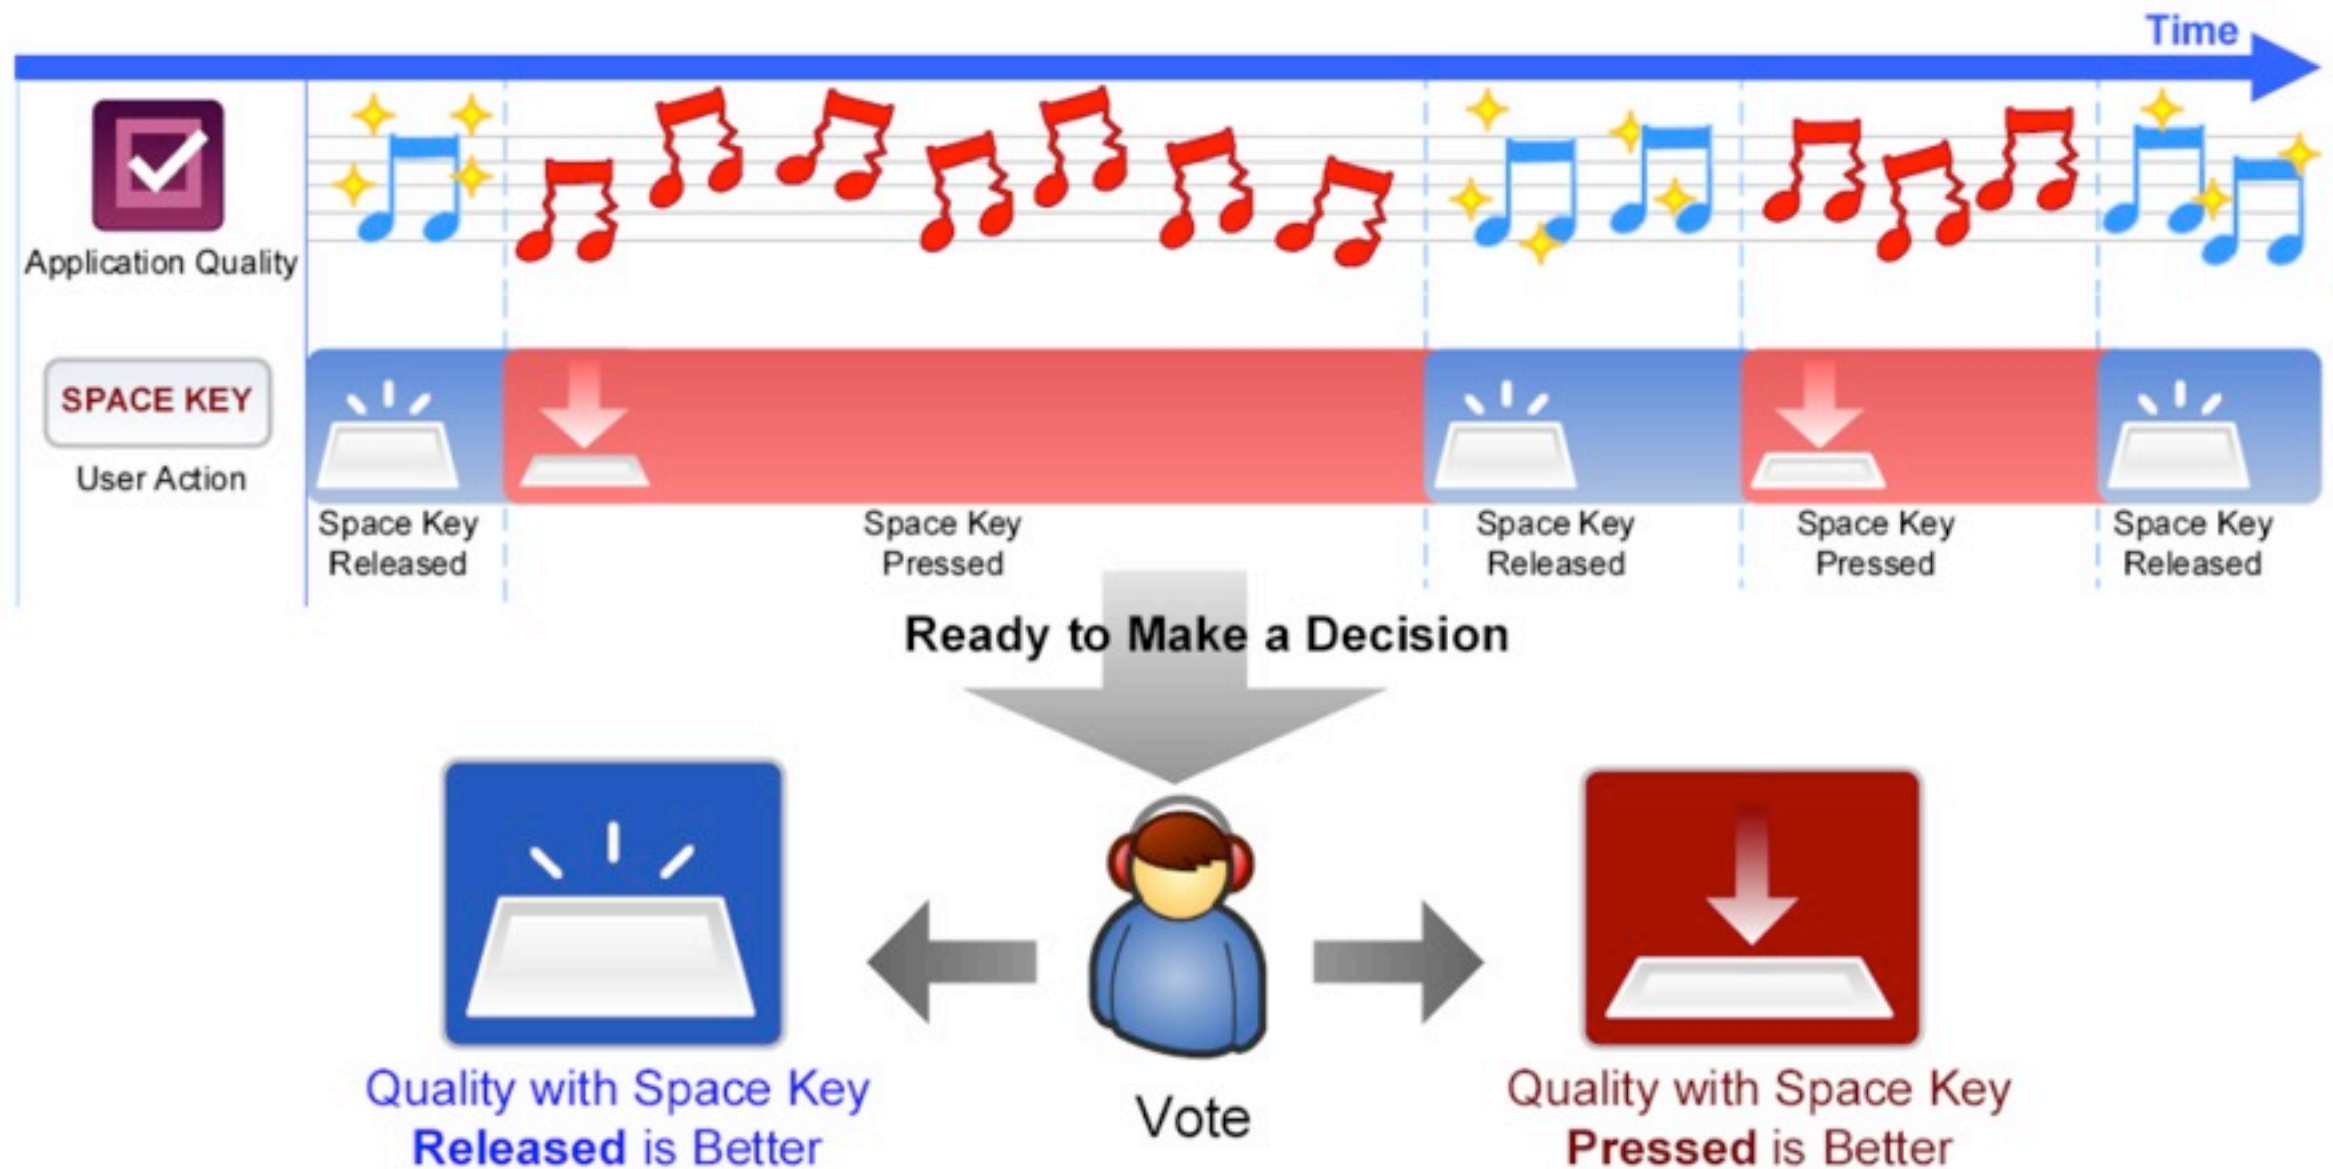 Time
Application Quality
SPACE KEY
User Action
Space Key
Released
Space Key
Pressed
Space Key
Released
Space Key
Pressed
Space Key
Released
Ready to Make a Decision
Quality with Space Key
Released is Better
Vote
Quality with Space Key
Pressed is Better